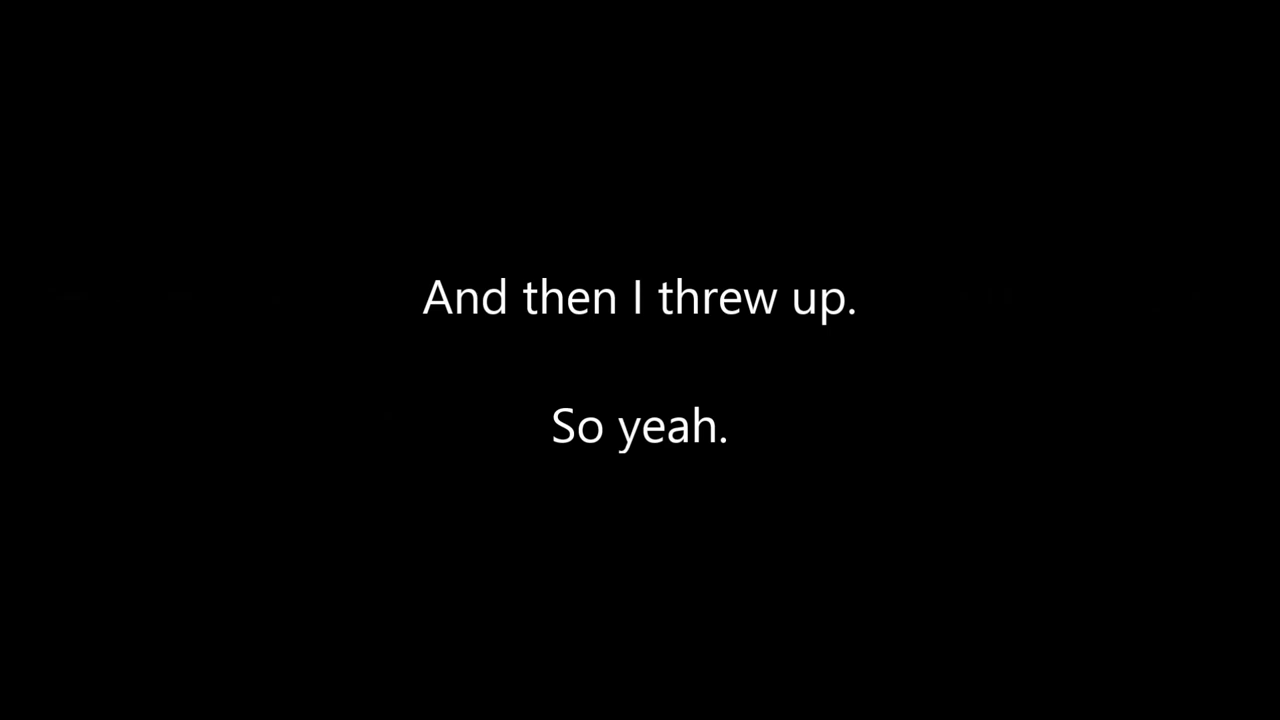 And then I threw up.
So yeah.